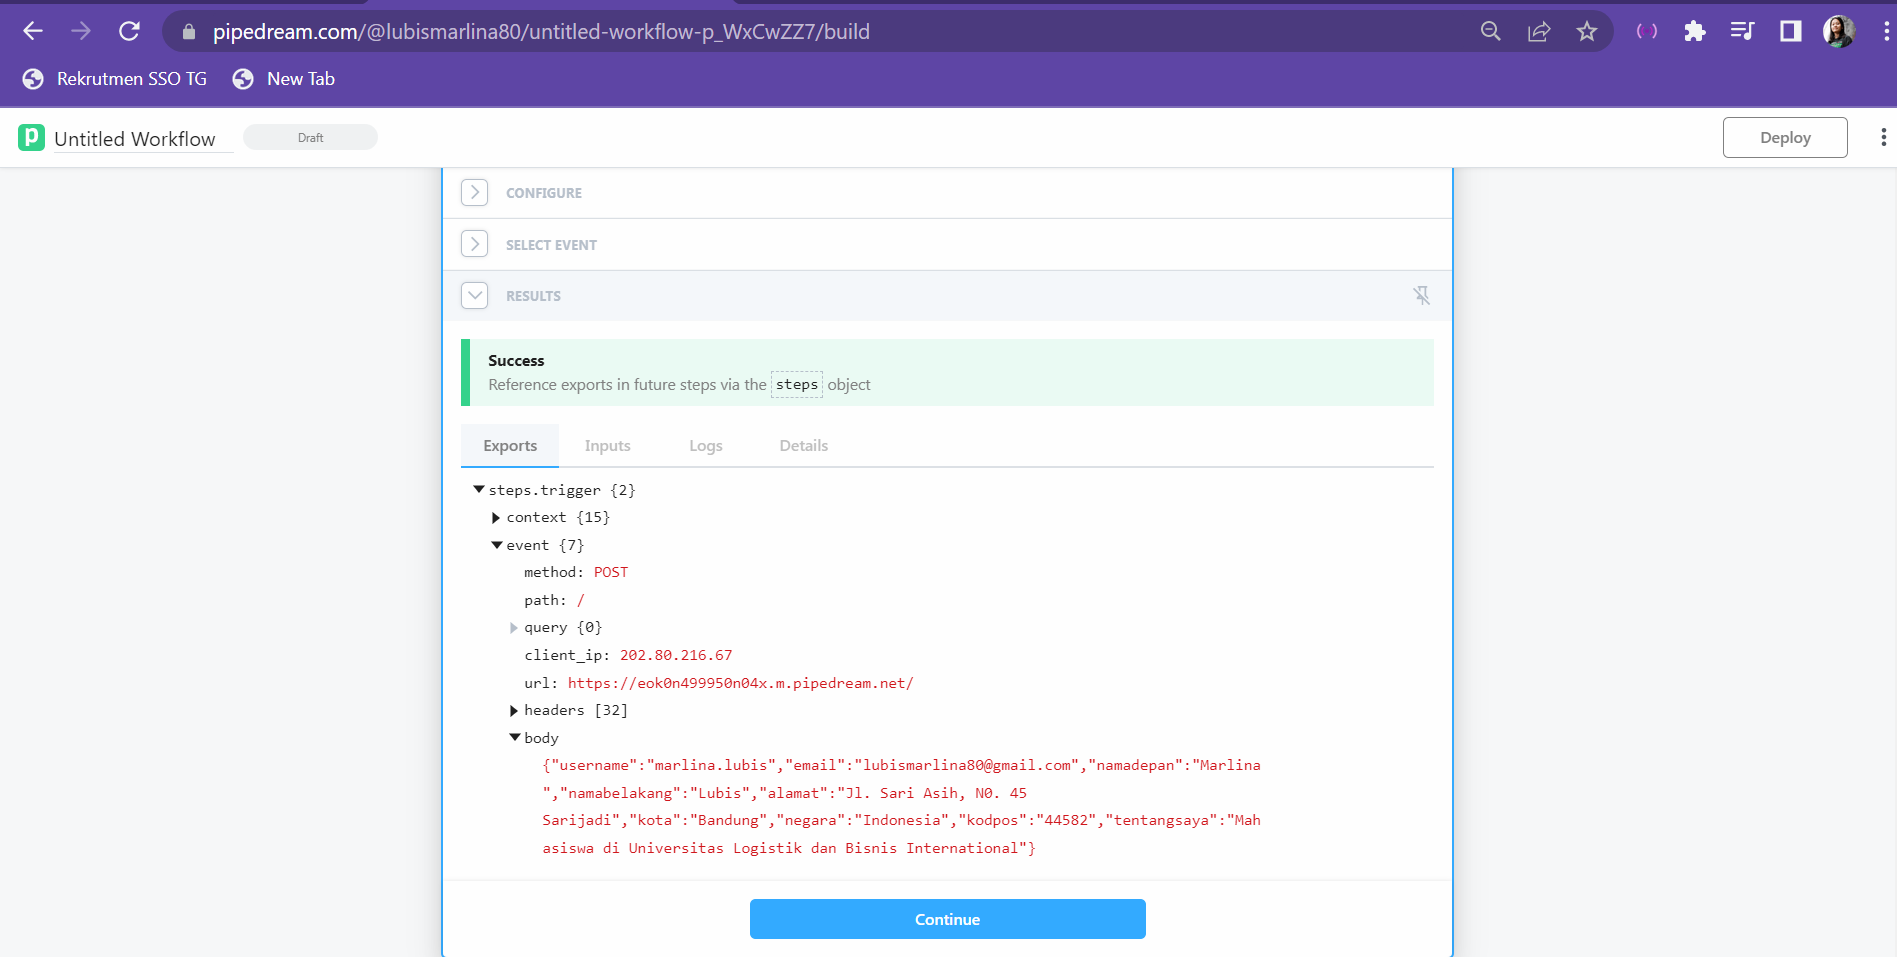 pipedream.com/@lubismarlina80/untitled-workflow-p_WxCwZZ7/build
Rekrutmen SSO TG New Tab
p Untitled Workflow Draft Deploy
CONFIGURE
SELECT EVENT
RESULTS
Success
Reference exports in future steps via the steps object
Exports Inputs Logs Details
steps.trigger {2}
context {15}
event {7}
method: POST
path: /
query {0}
client_ip: 202.80.216.67
url: https://eok0n499950n04x.m.pipedream.net/
headers [32]
body
{"username":"marlina.lubis","email":"lubismarlina80@gmail.com","namadepan":"Marlina
","namabelakang":"Lubis","alamat":"Jl. Sari Asih, N0. 45
Sarijadi","kota":"Bandung","negara":"Indonesia","kodpos":"44582","tentangsaya":"Mah
asiswa di Universitas Logistik dan Bisnis International"}
Continue